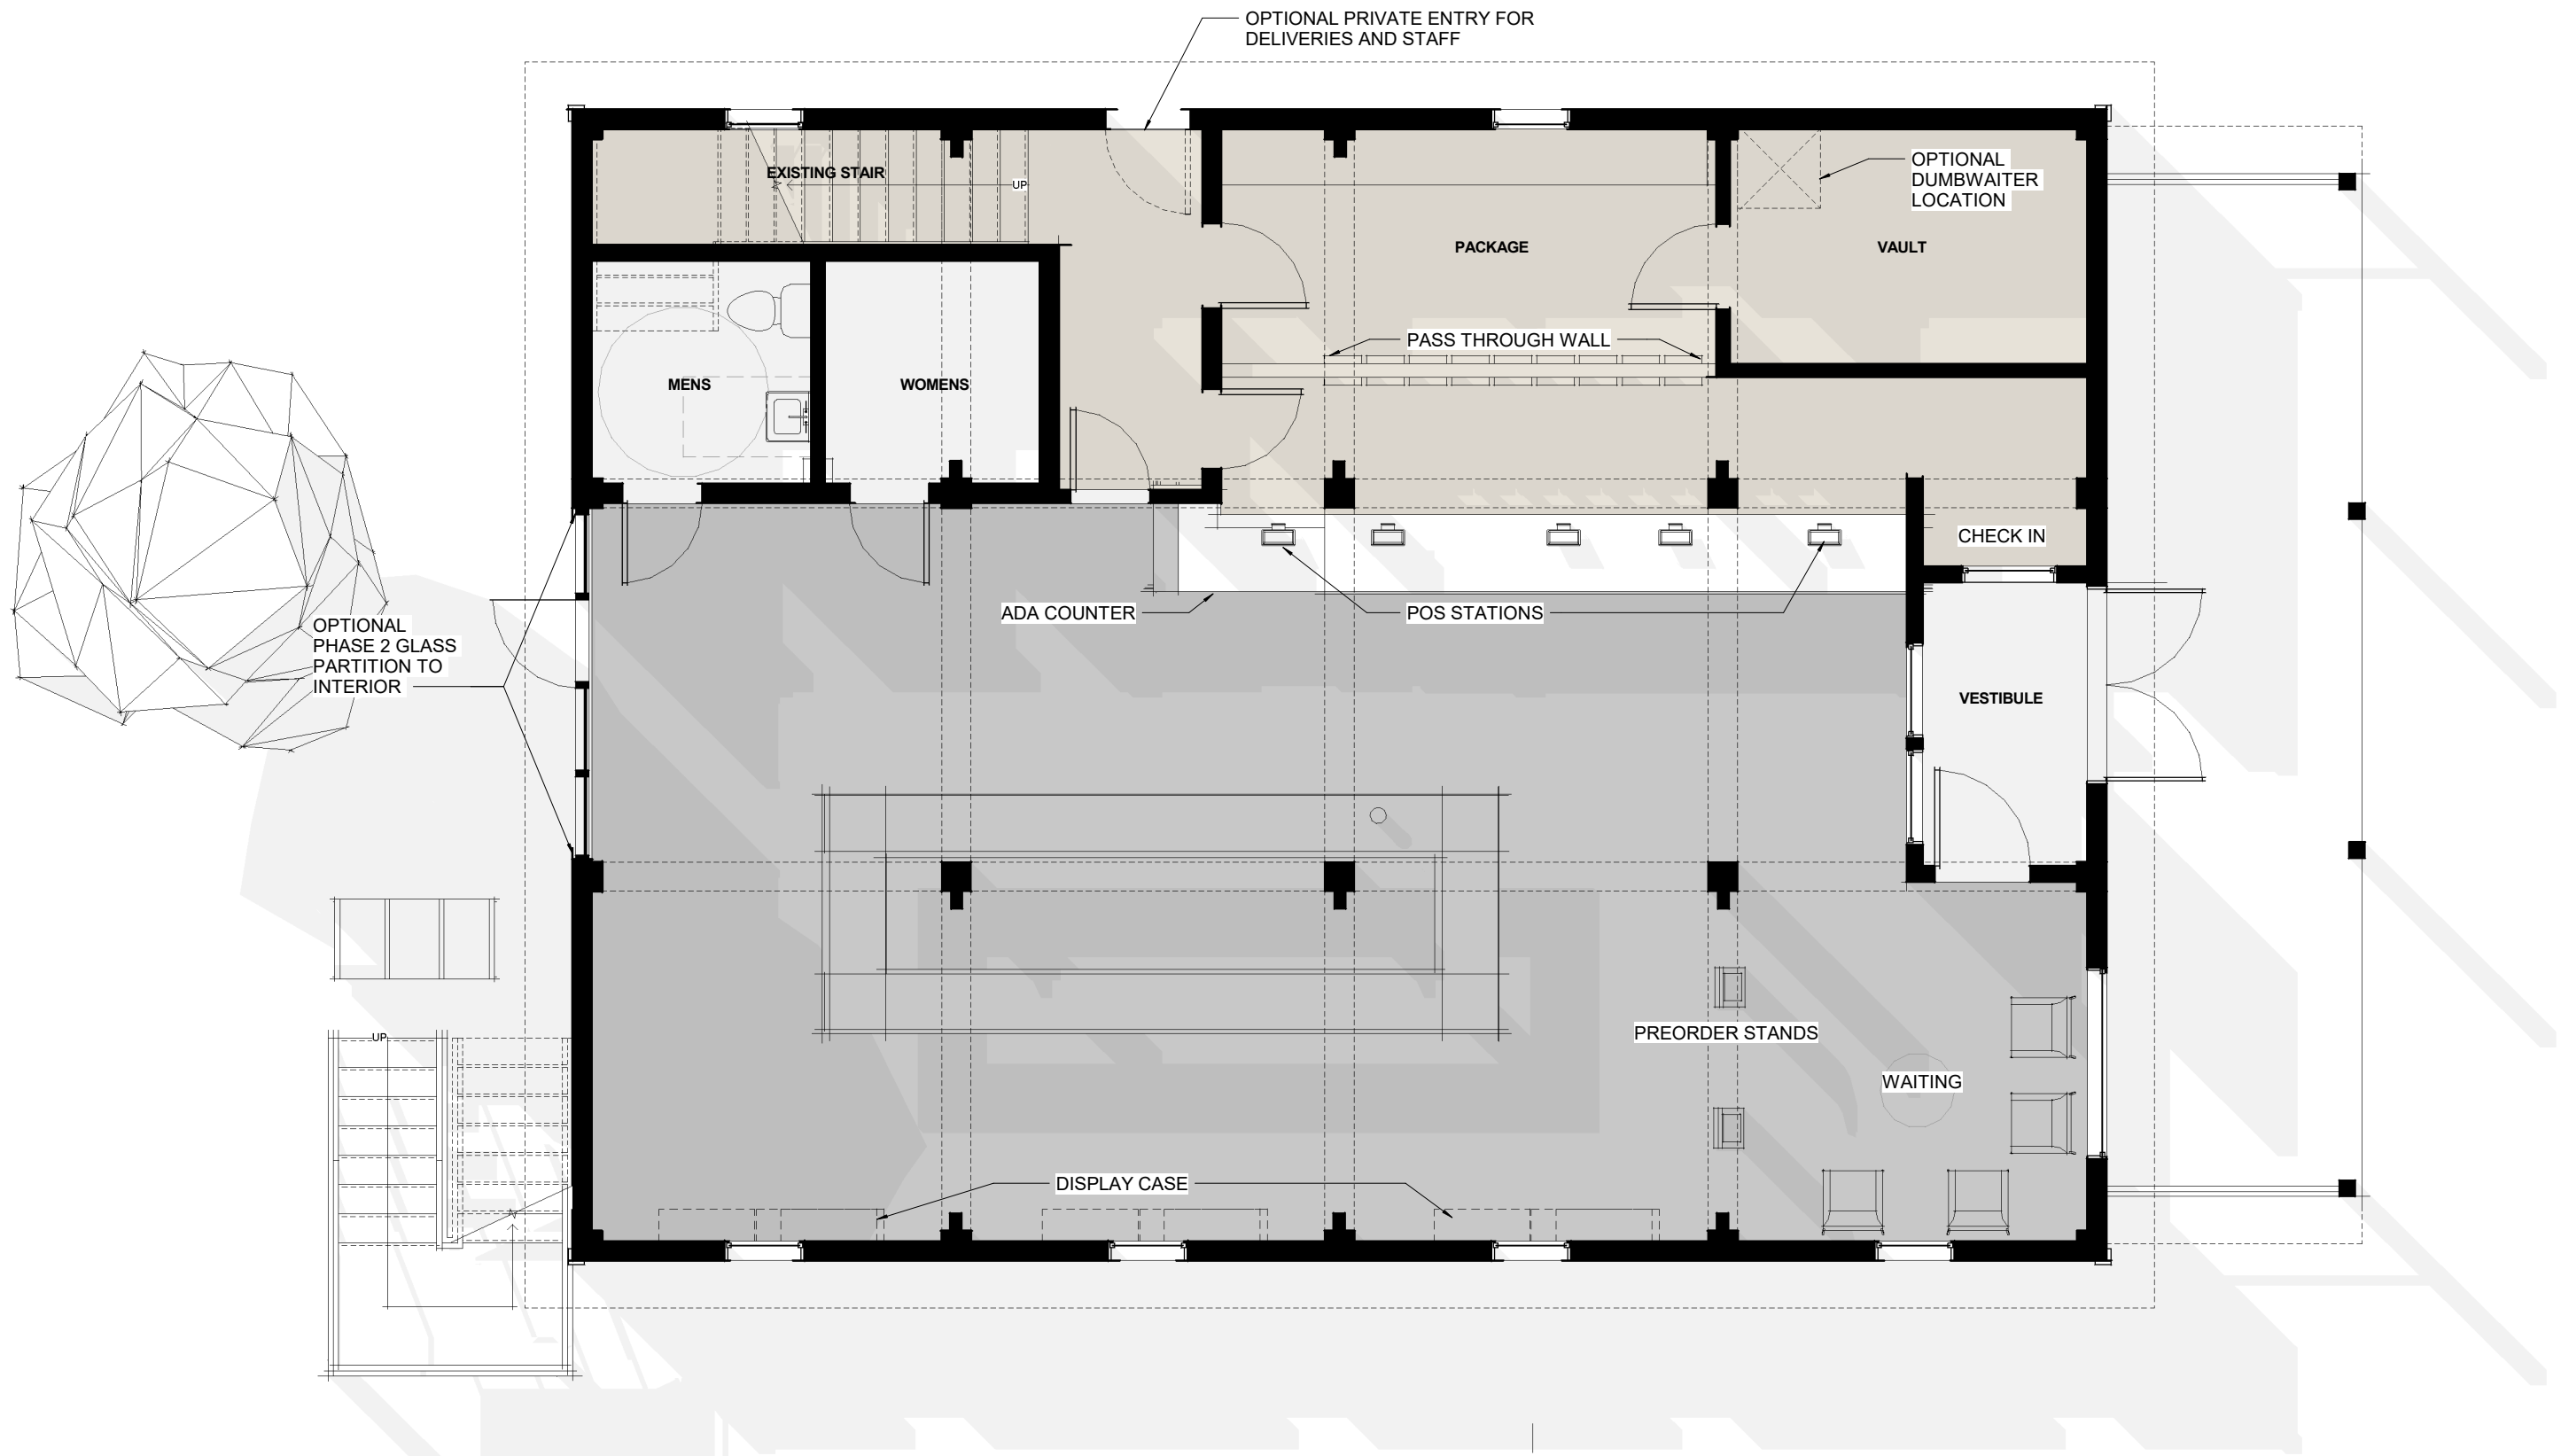 OPTIONAL PRIVATE ENTRY FOR
DELIVERIES AND STAFF
EXISTING STAIR
UP
OPTIONAL
DUMBWAITER
LOCATION
PACKAGE
VAULT
PASS THROUGH WALL
MENS
WOMENS
CHECK IN
ADA COUNTER
POS STATIONS
OPTIONAL
PHASE 2 GLASS
PARTITION TO
INTERIOR
VESTIBULE
UP
PREORDER STANDS
WAITING
DISPLAY CASE